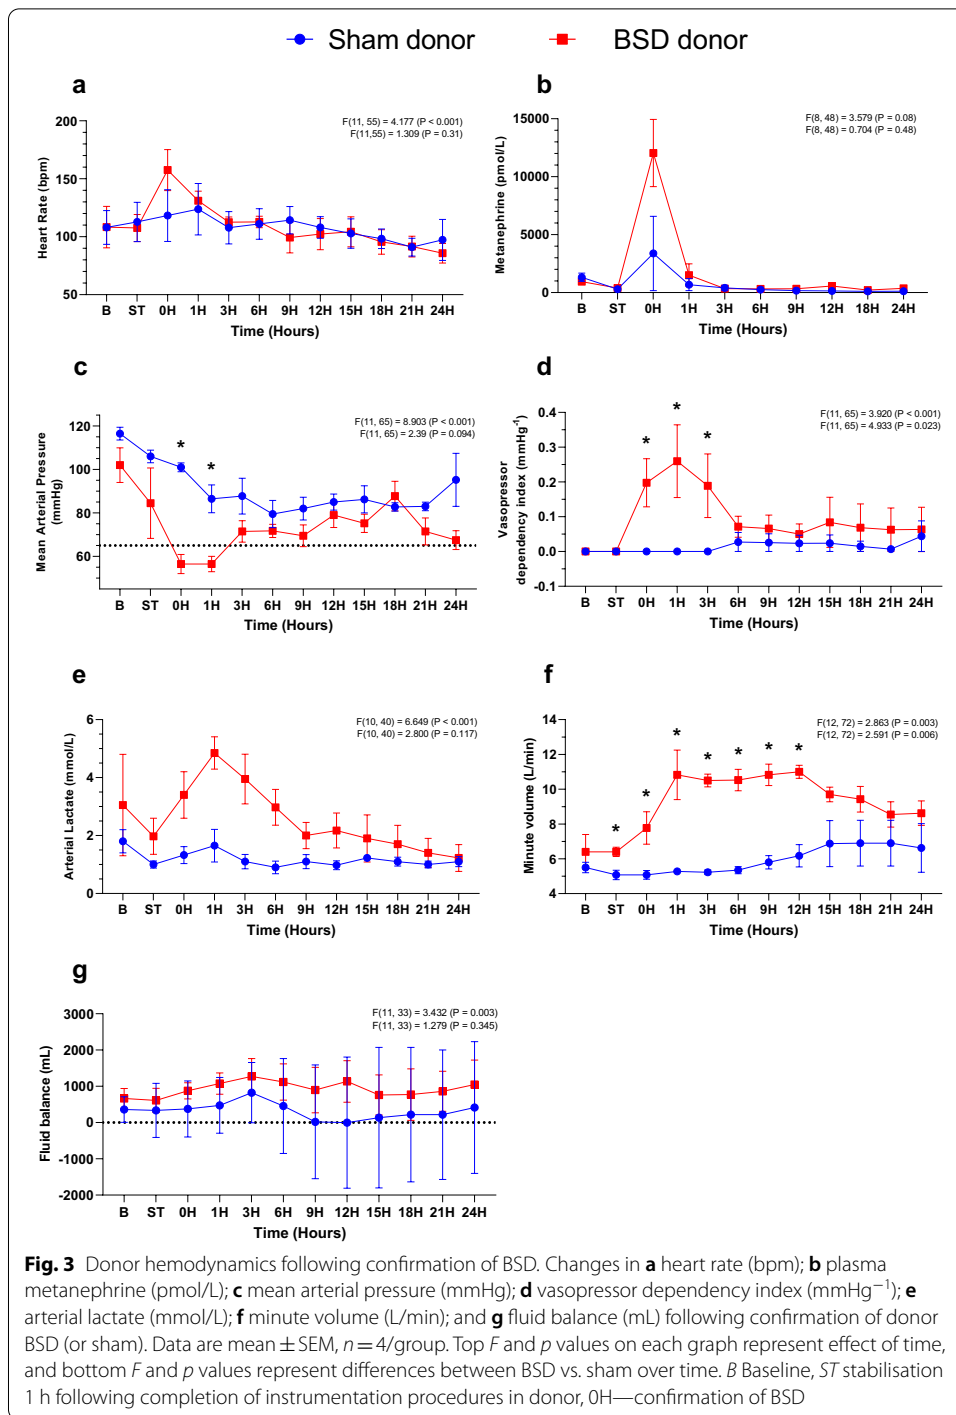 Sham donor BSD donor
a
F(11, 55) = 4.177 (P < 0.001)
F(11,55) = 1.309 (P = 0.31)
Heart Rate (bpm)
200
150
100
50
B ST 0H 1H 3H 6H 9H 12H 15H 18H 21H 24H
Time (Hours)
b
F(8, 48) = 3.579 (P = 0.08)
F(8, 48) = 0.704 (P = 0.48)
Metanephrine (pmol/L)
15000
10000
5000
0
B ST 0H 1H 3H 6H 9H 12H 18H 24H
Time (Hours)
c
F(11, 65) = 8.903 (P < 0.001)
F(11, 65) = 2.39 (P = 0.094)
Mean Arterial Pressure
(mmHg)
120
100
80
60
* *
B ST 0H 1H 3H 6H 9H 12H 15H 18H 21H 24H
Time (Hours)
d
F(11, 65) = 3.920 (P < 0.001)
F(11, 65) = 4.933 (P = 0.023)
Vasopressor
dependency index (mmHg-1)
0.4
0.3
0.2
0.1
0.0
-0.1
* * *
B ST 0H 1H 3H 6H 9H 12H 15H 18H 21H 24H
Time (Hours)
e
F(10, 40) = 6.649 (P < 0.001)
F(10, 40) = 2.800 (P = 0.117)
Arterial Lactate (mmol/L)
6
4
2
0
B ST 0H 1H 3H 6H 9H 12H 15H 18H 21H 24H
Time (Hours)
f
F(12, 72) = 2.863 (P = 0.003)
F(12, 72) = 2.591 (P = 0.006)
Minute volume (L/min)
14
12
10
8
6
4
* * * * * * *
B ST 0H 1H 3H 6H 9H 12H 15H 18H 21H 24H
Time (Hours)
g
F(11, 33) = 3.432 (P = 0.003)
F(11, 33) = 1.279 (P = 0.345)
Fluid balance (mL)
3000
2000
1000
0
-1000
-2000
B ST 0H 1H 3H 6H 9H 12H 15H 18H 21H 24H
Time (Hours)
Fig. 3 Donor hemodynamics following confirmation of BSD. Changes in a heart rate (bpm); b plasma
metanephrine (pmol/L); c mean arterial pressure (mmHg); d vasopressor dependency index (mmHg−1); e
arterial lactate (mmol/L); f minute volume (L/min); and g fluid balance (mL) following confirmation of donor
BSD (or sham). Data are mean ± SEM, n = 4/group. Top F and p values on each graph represent effect of time,
and bottom F and p values represent differences between BSD vs. sham over time. B Baseline, ST stabilisation
1 h following completion of instrumentation procedures in donor, 0H—confirmation of BSD